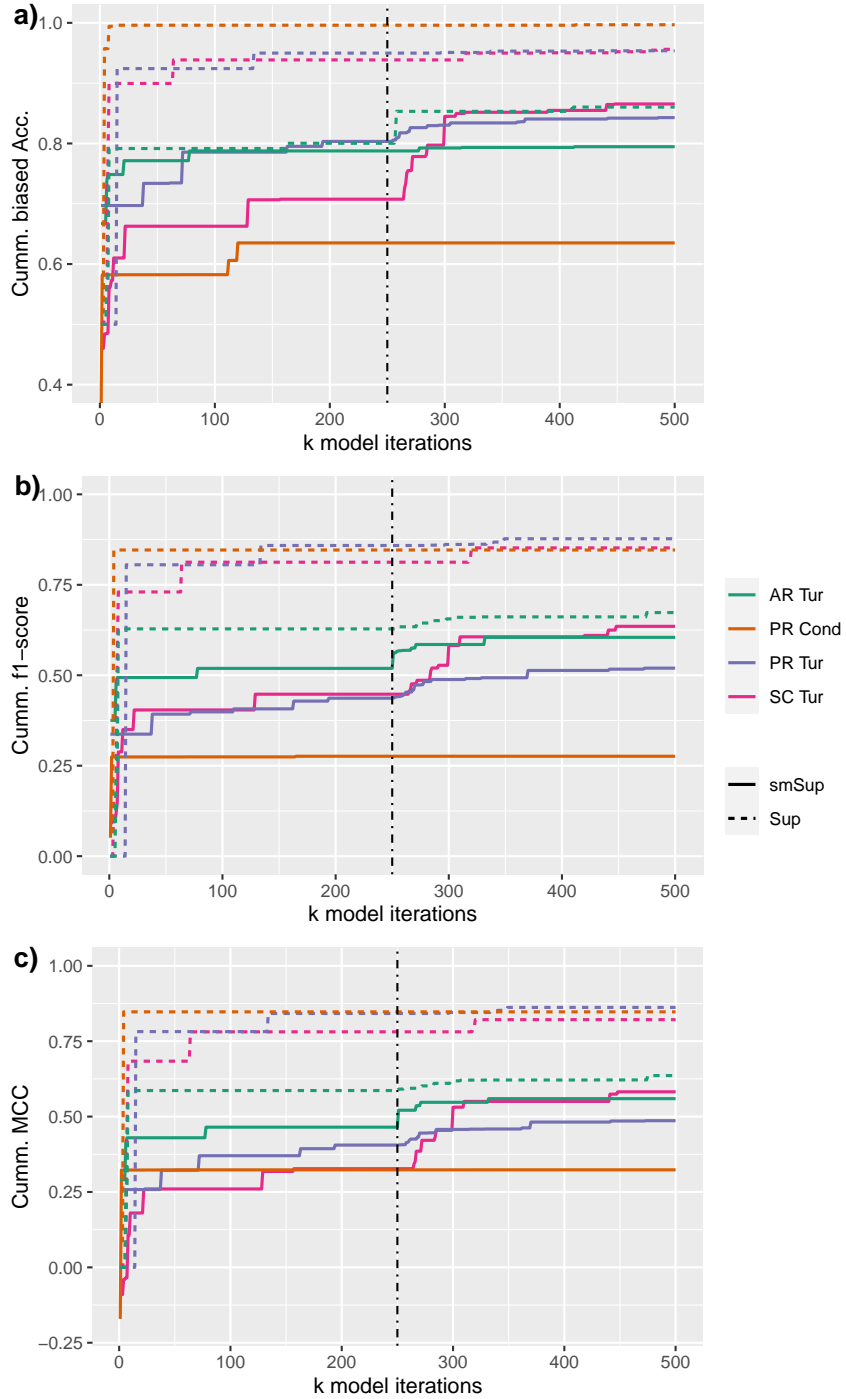 a.
1.0
0.8
0.6
0.4
Cumm. biased Acc.
0
100
200
300
400
500
k model iterations
b)
1.00
0.75
0.50
0.25
0.00
Cumm. f1−score
0
100
200
300
400
500
k model iterations
AR Tur
PR Cond
PR Tur
SC Tur
smSup
Sup
c)
1.00
0.75
0.50
0.25
0.00
−0.25
Cumm. MCC
0
100
200
300
400
500
k model iterations